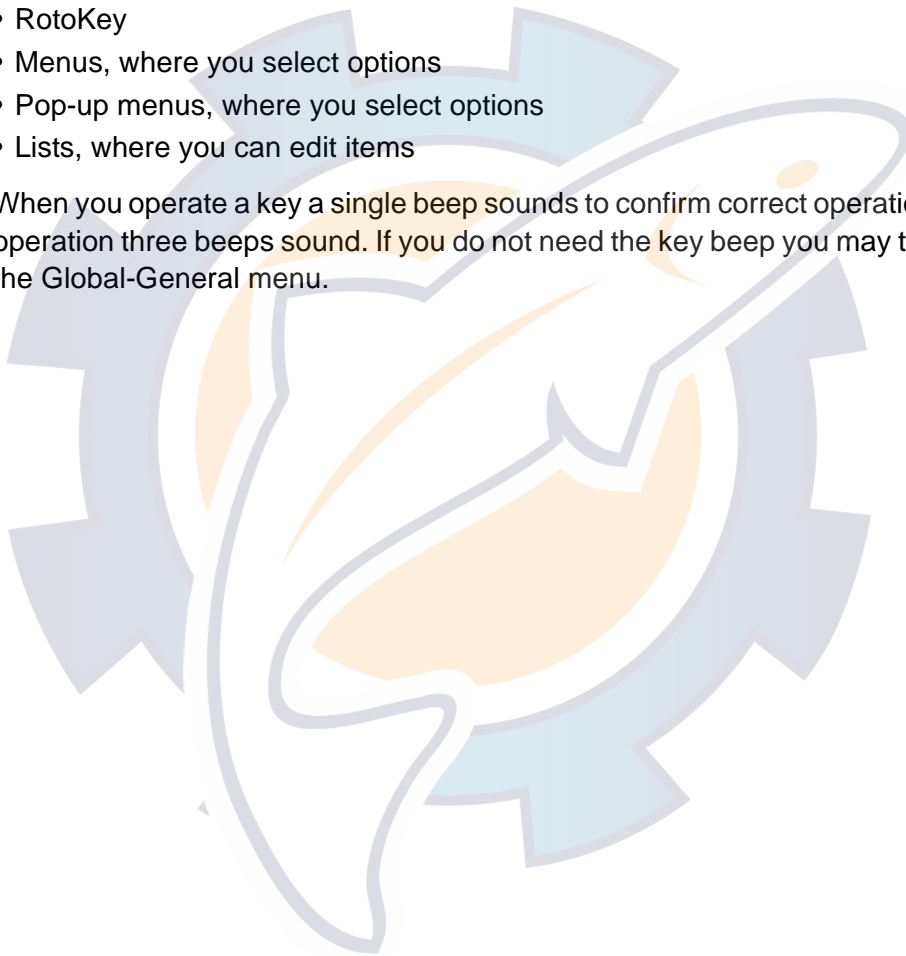 • RotoKey
• Menus, where you select options
• Pop-up menus, where you select options
• Lists, where you can edit items
When you operate a key a single beep sounds to confirm correct
operation three beeps sound. If you do not need the key beep you may
the Global-General menu.